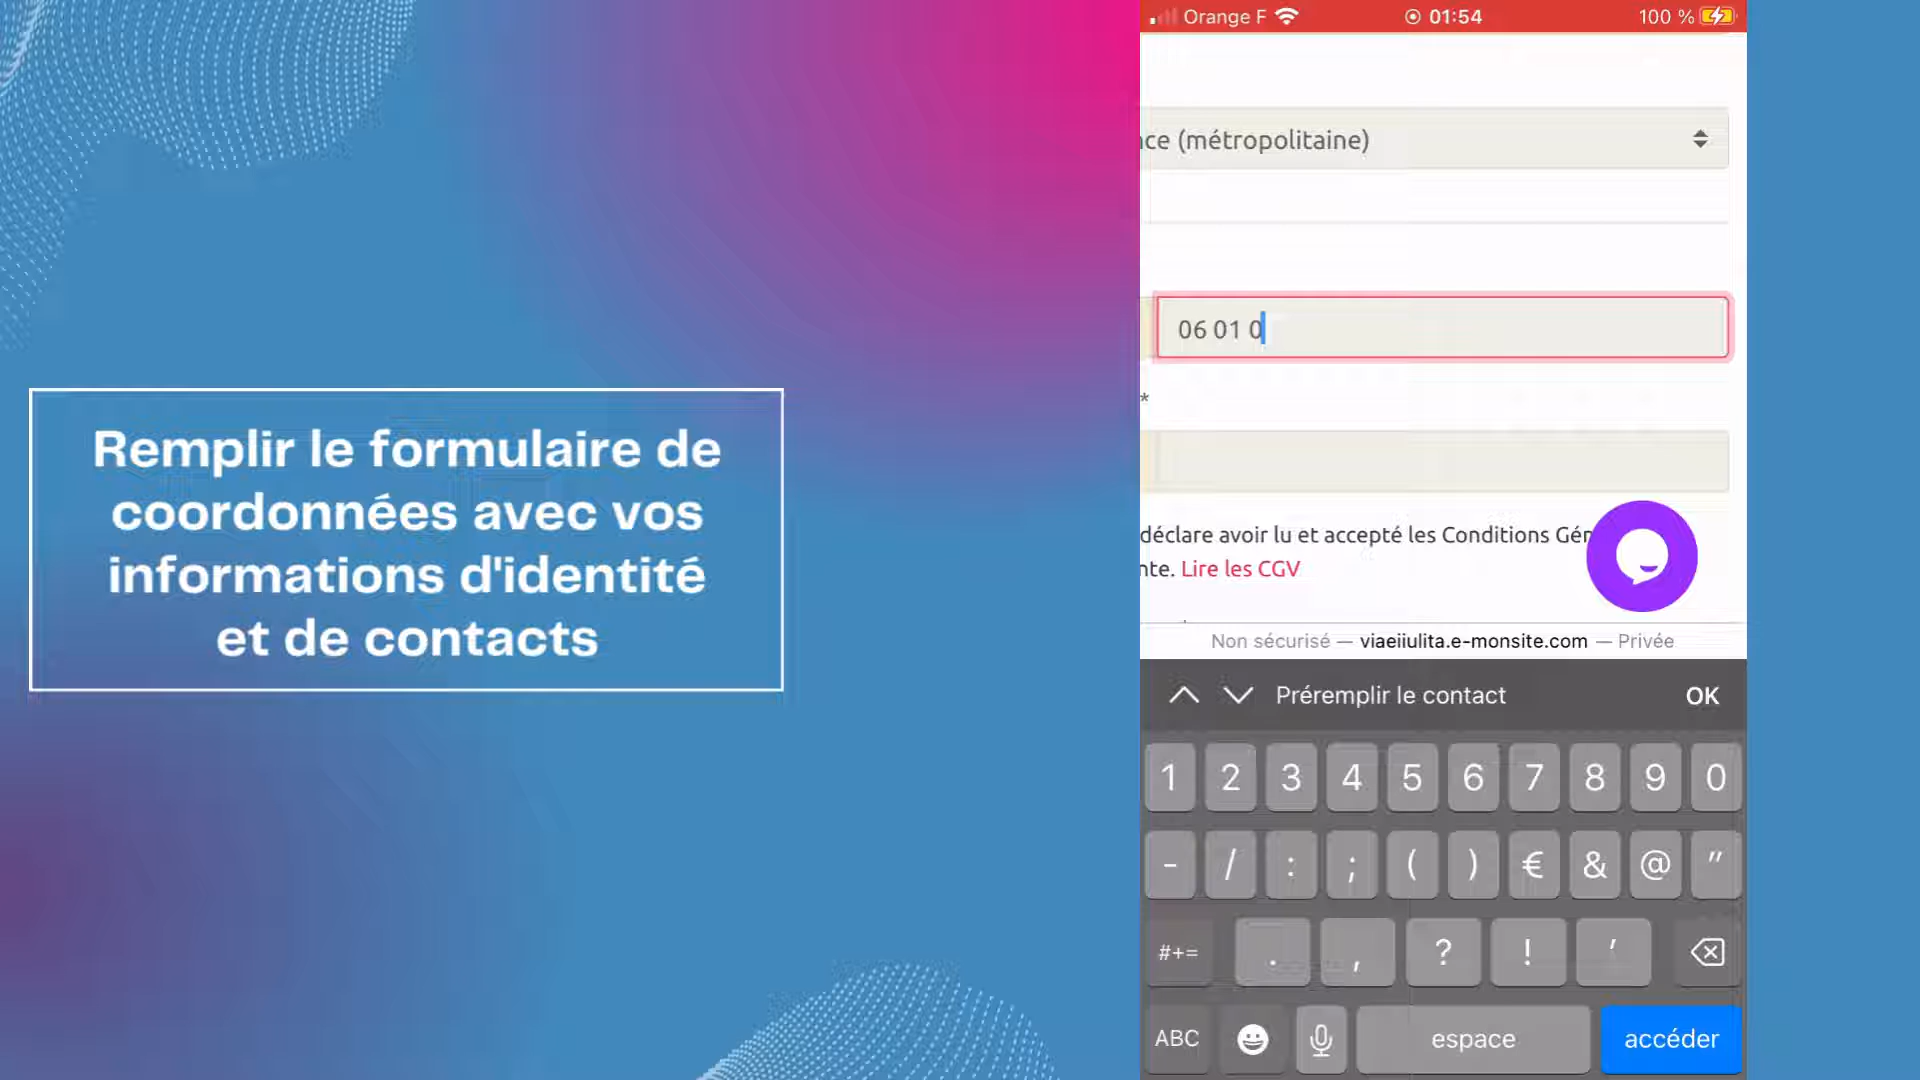 Remplir le formulaire de
coordonnées avec vos
informations d'identité
et de contacts
Orange F 01:54 100 %
ce (métropolitaine)
06 01 0
*
déclare avoir lu et accepté les Conditions Gén
te. Lire les CGV
Non sécurisé — viaeiiulita.e-monsite.com — Privée
Préremplir le contact OK
1 2 3 4 5 6 7 8 9 0
- / : ; ( ) € & @ "
#+= . , ? ! '
ABC espace accéder